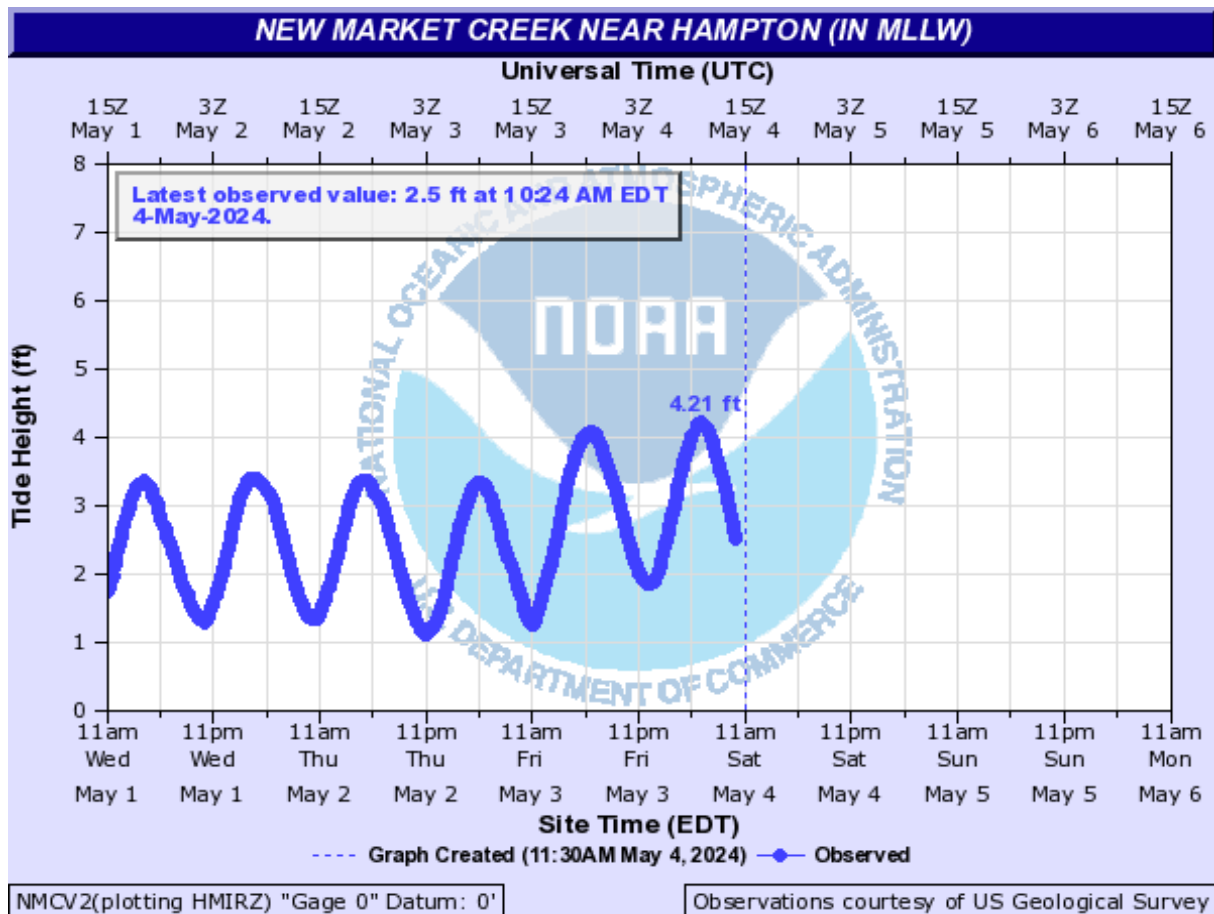 NEW MARKET CREEK NEAR HAMPTON (IN MLLW)
Universal Time (UTC)
15Z 3Z 15Z 3Z 15Z 3Z 15Z 3Z 15Z 3Z 15Z
May 1 May 2 May 2 May 3 May 3 May 4 May 4 May 5 May 5 May 6 May 6
Latest observed value: 2.5 ft at 10:24 AM EDT
4-May-2024.
NATIONAL OCEANIC AND ATMOSPHERIC ADMINISTRATION
NOAA
U.S. DEPARTMENT OF COMMERCE
4.21 ft
Tide Height (ft)
8
7
6
5
4
3
2
1
0
11am 11pm 11am 11pm 11am 11pm 11am 11pm 11am 11pm 11am
Wed Wed Thu Thu Fri Fri Sat Sat Sun Sun Mon
May 1 May 1 May 2 May 2 May 3 May 3 May 4 May 4 May 5 May 5 May 6
Site Time (EDT)
Graph Created (11:30AM May 4, 2024) Observed
NMCV2(plotting HMIRZ) "Gage 0" Datum: 0'
Observations courtesy of US Geological Survey